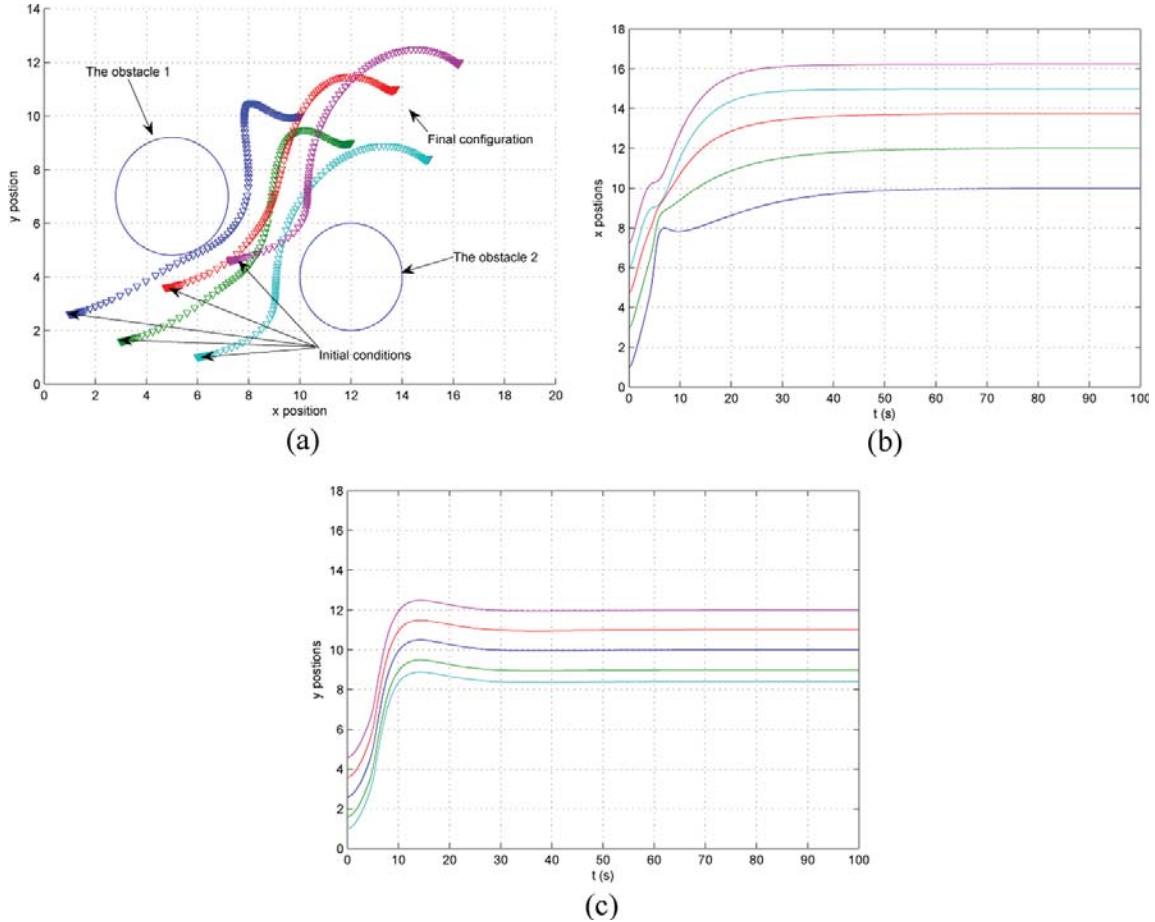 14
12
10
8
6
4
2
0
y postion
The obstacle 1
Final configuration
The obstacle 2
Initial conditions
0 2 4 6 8 10 12 14 16 18 20
x position
(a)
18
16
14
12
10
8
6
4
2
0
x postions
0 10 20 30 40 50 60 70 80 90 100
t (s)
(b)
18
16
14
12
10
8
6
4
2
0
y postions
0 10 20 30 40 50 60 70 80 90 100
t (s)
(c)